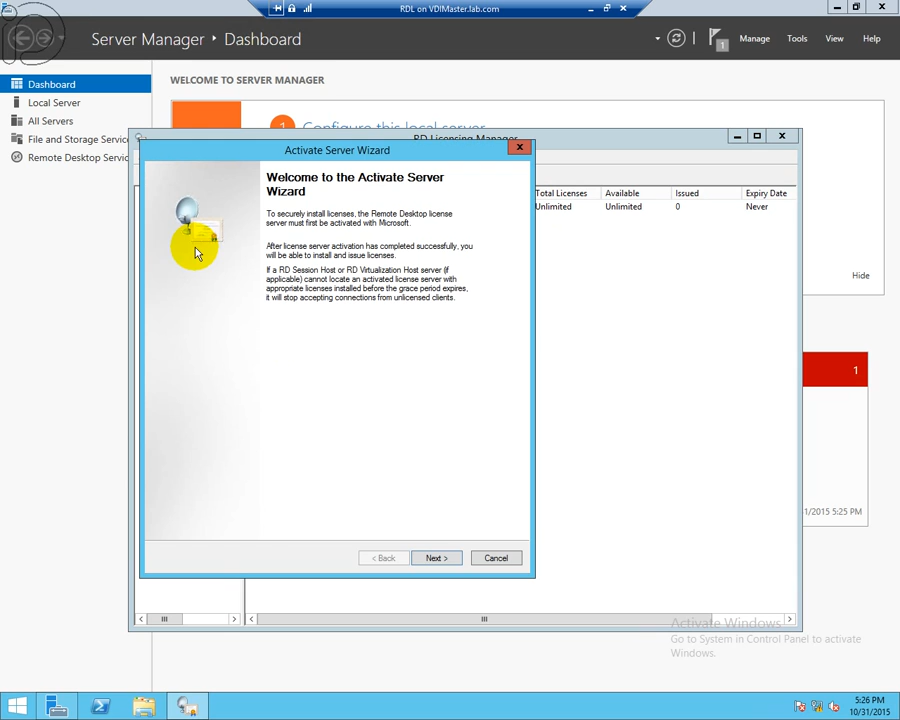 RDL on VDIMaster.lab.com
Server Manager
Dashboard
1
Manage
Tools
View
Help
Dashboard
Local Server
All Servers
File and Storage Servic
Remote Desktop Servic
WELCOME TO SERVER MANAGER
1
Configure this local server
RD Licensing Manager
Total Licenses
Available
Issued
Expiry Date
Unlimited
Unlimited
0
Never
Hide
1
1/2015 5:25 PM
Activate Server Wizard
Welcome to the Activate Server
Wizard
To securely install licenses, the Remote Desktop license
server must first be activated with Microsoft.
After license server activation has completed successfully, you
will be able to install and issue licenses.
If a RD Session Host or RD Virtualization Host server (if
applicable) cannot locate an activated license server with
appropriate licenses installed before the grace period expires,
it will stop accepting connections from unlicensed clients.
< Back
Next >
Cancel
Activate Windows
Go to System in Control Panel to activate
Windows.
5:26 PM
10/31/2015